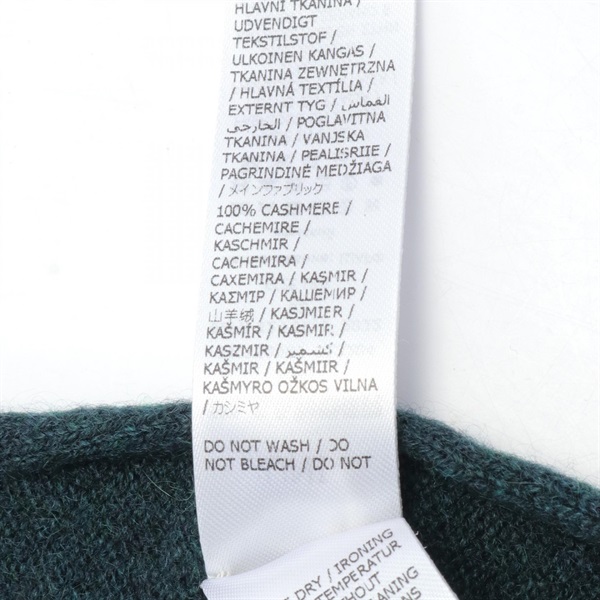 HLAVNÍ TKANINA /
UDVENDIGT
TEKSTILSTOF /
ULKOINEN KANGAS /
TKANINA ZEWNĘTRZNA
/ HLAVNÁ TEXTÍLIA /
EXTERNT TYG / القماش
الخارجي / POGLAVITNA
TKANINA / VANJSKA
TKANINA / PEALISRIIE /
PAGRINDINĖ MEDŽIAGA
/ メインファブリック
100% CASHMERE /
CACHEMIRE /
KASCHMIR /
CACHEMIRA /
CAXEMIRA / KAŞMIR /
ΚΑΣΜΙΡ / КАШЕМИР /
山羊绒 / KASJMIER /
KAŠMÍR / KASMIR /
KASZMIR / كشمير /
KAŠMIR / KAŠMIIR /
KAŠMYRO OŽKOS VILNA
/ カシミヤ
DO NOT WASH / DO
NOT BLEACH / DO NOT
DRY / IRONING
TEMPERATUR